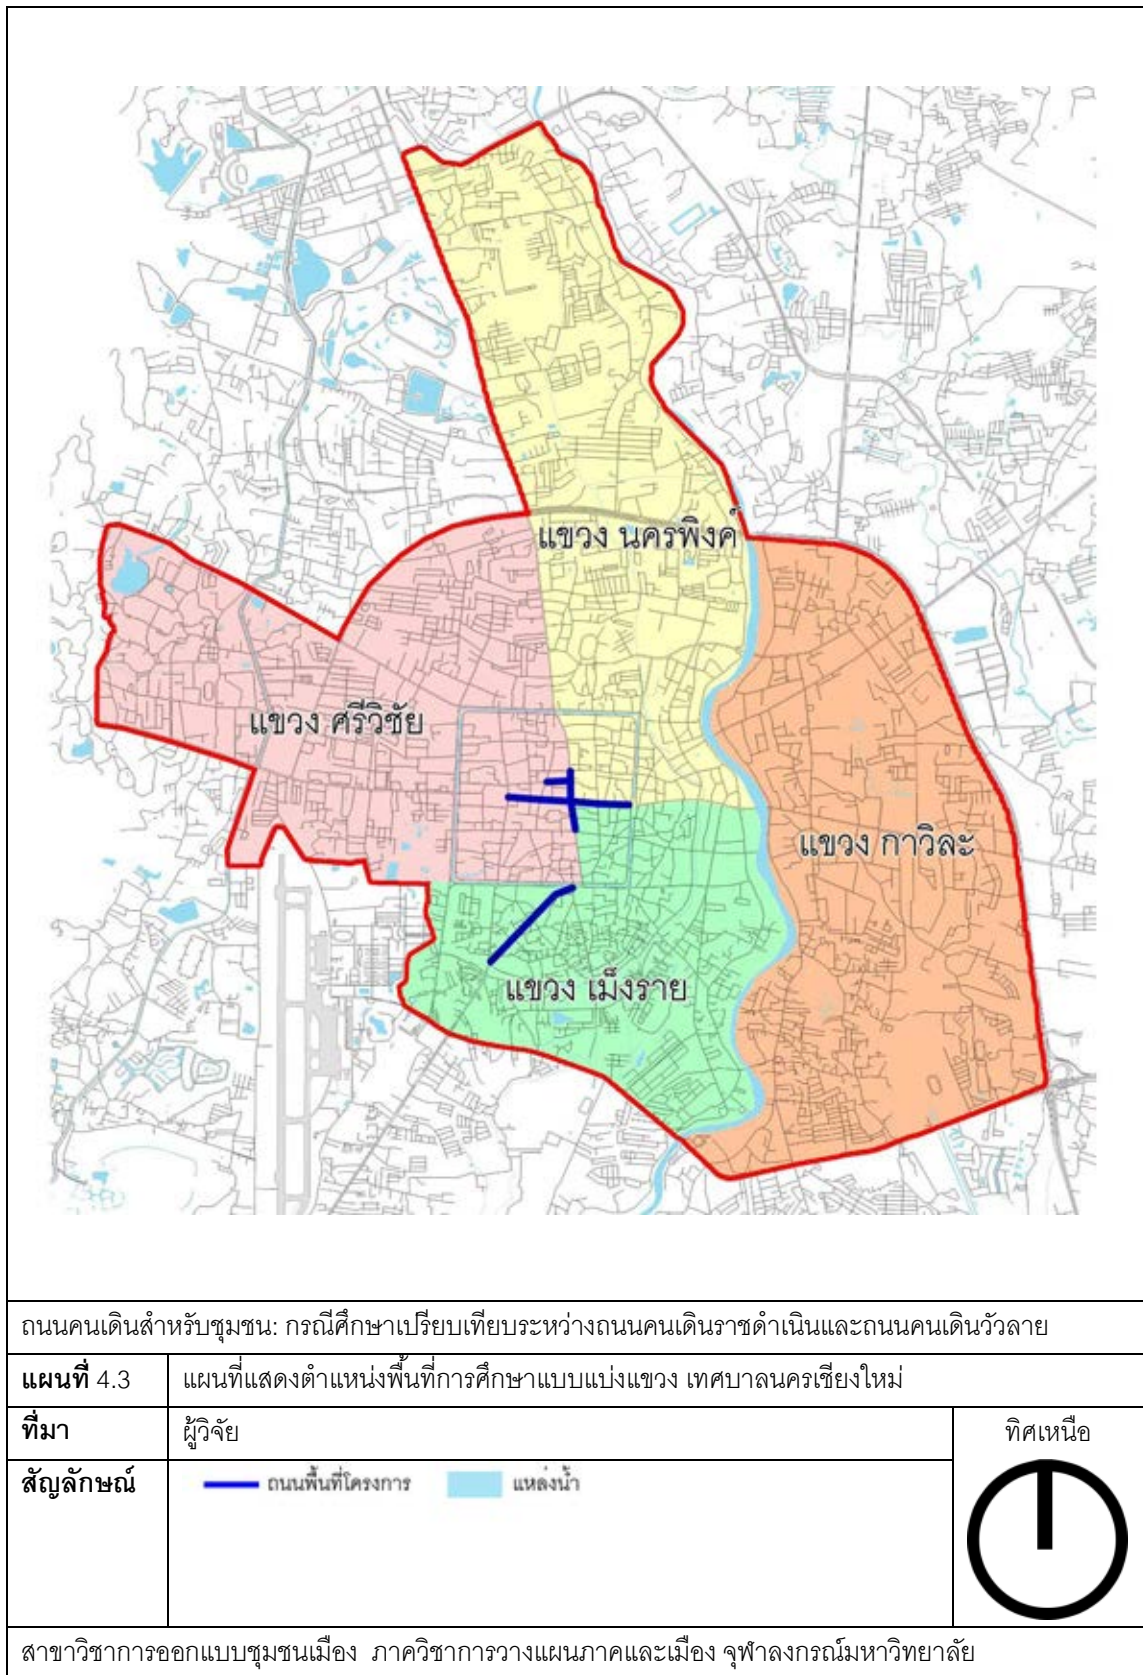 แขวง นครพิงค์
แขวง ศรีวิชัย
แขวง กาวิละ
แขวง เม็งราย
ถนนคนเดินสำหรับชุมชน: กรณีศึกษาเปรียบเทียบระหว่างถนนคนเดินราชดำเนินและถนนคนเดินวัวลาย
แผนที่ 4.3 แผนที่แสดงตำแหน่งพื้นที่การศึกษาแบบแบ่งแขวง เทศบาลนครเชียงใหม่
ที่มา ผู้วิจัย ทิศเหนือ
สัญลักษณ์ ถนนพื้นที่โครงการ แหล่งน้ำ
สาขาวิชาการออกแบบชุมชนเมือง ภาควิชาการวางแผนภาคและเมือง จุฬาลงกรณ์มหาวิทยาลัย